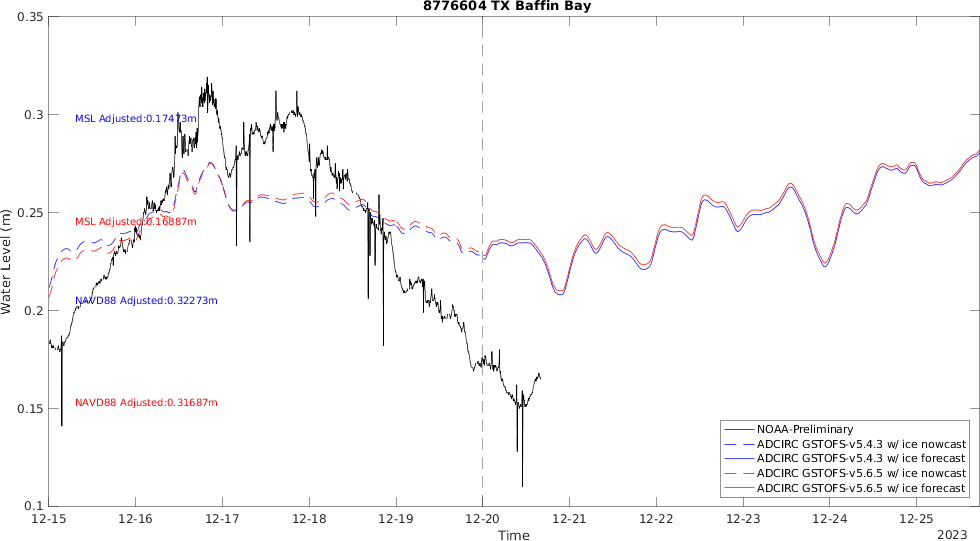 8776604 TX Baffin Bay
0.35
0.3
0.25
0.2
0.15
0.1
Water Level (m)
MSL Adjusted:0.17473m
MSL Adjusted:0.16887m
NAVD88 Adjusted:0.32273m
NAVD88 Adjusted:0.31687m
NOAA-Preliminary
ADCIRC GSTOFS-v5.4.3 w/ ice nowcast
ADCIRC GSTOFS-v5.4.3 w/ ice forecast
ADCIRC GSTOFS-v5.6.5 w/ ice nowcast
ADCIRC GSTOFS-v5.6.5 w/ ice forecast
12-15 12-16 12-17 12-18 12-19 12-20 12-21 12-22 12-23 12-24 12-25
Time
2023